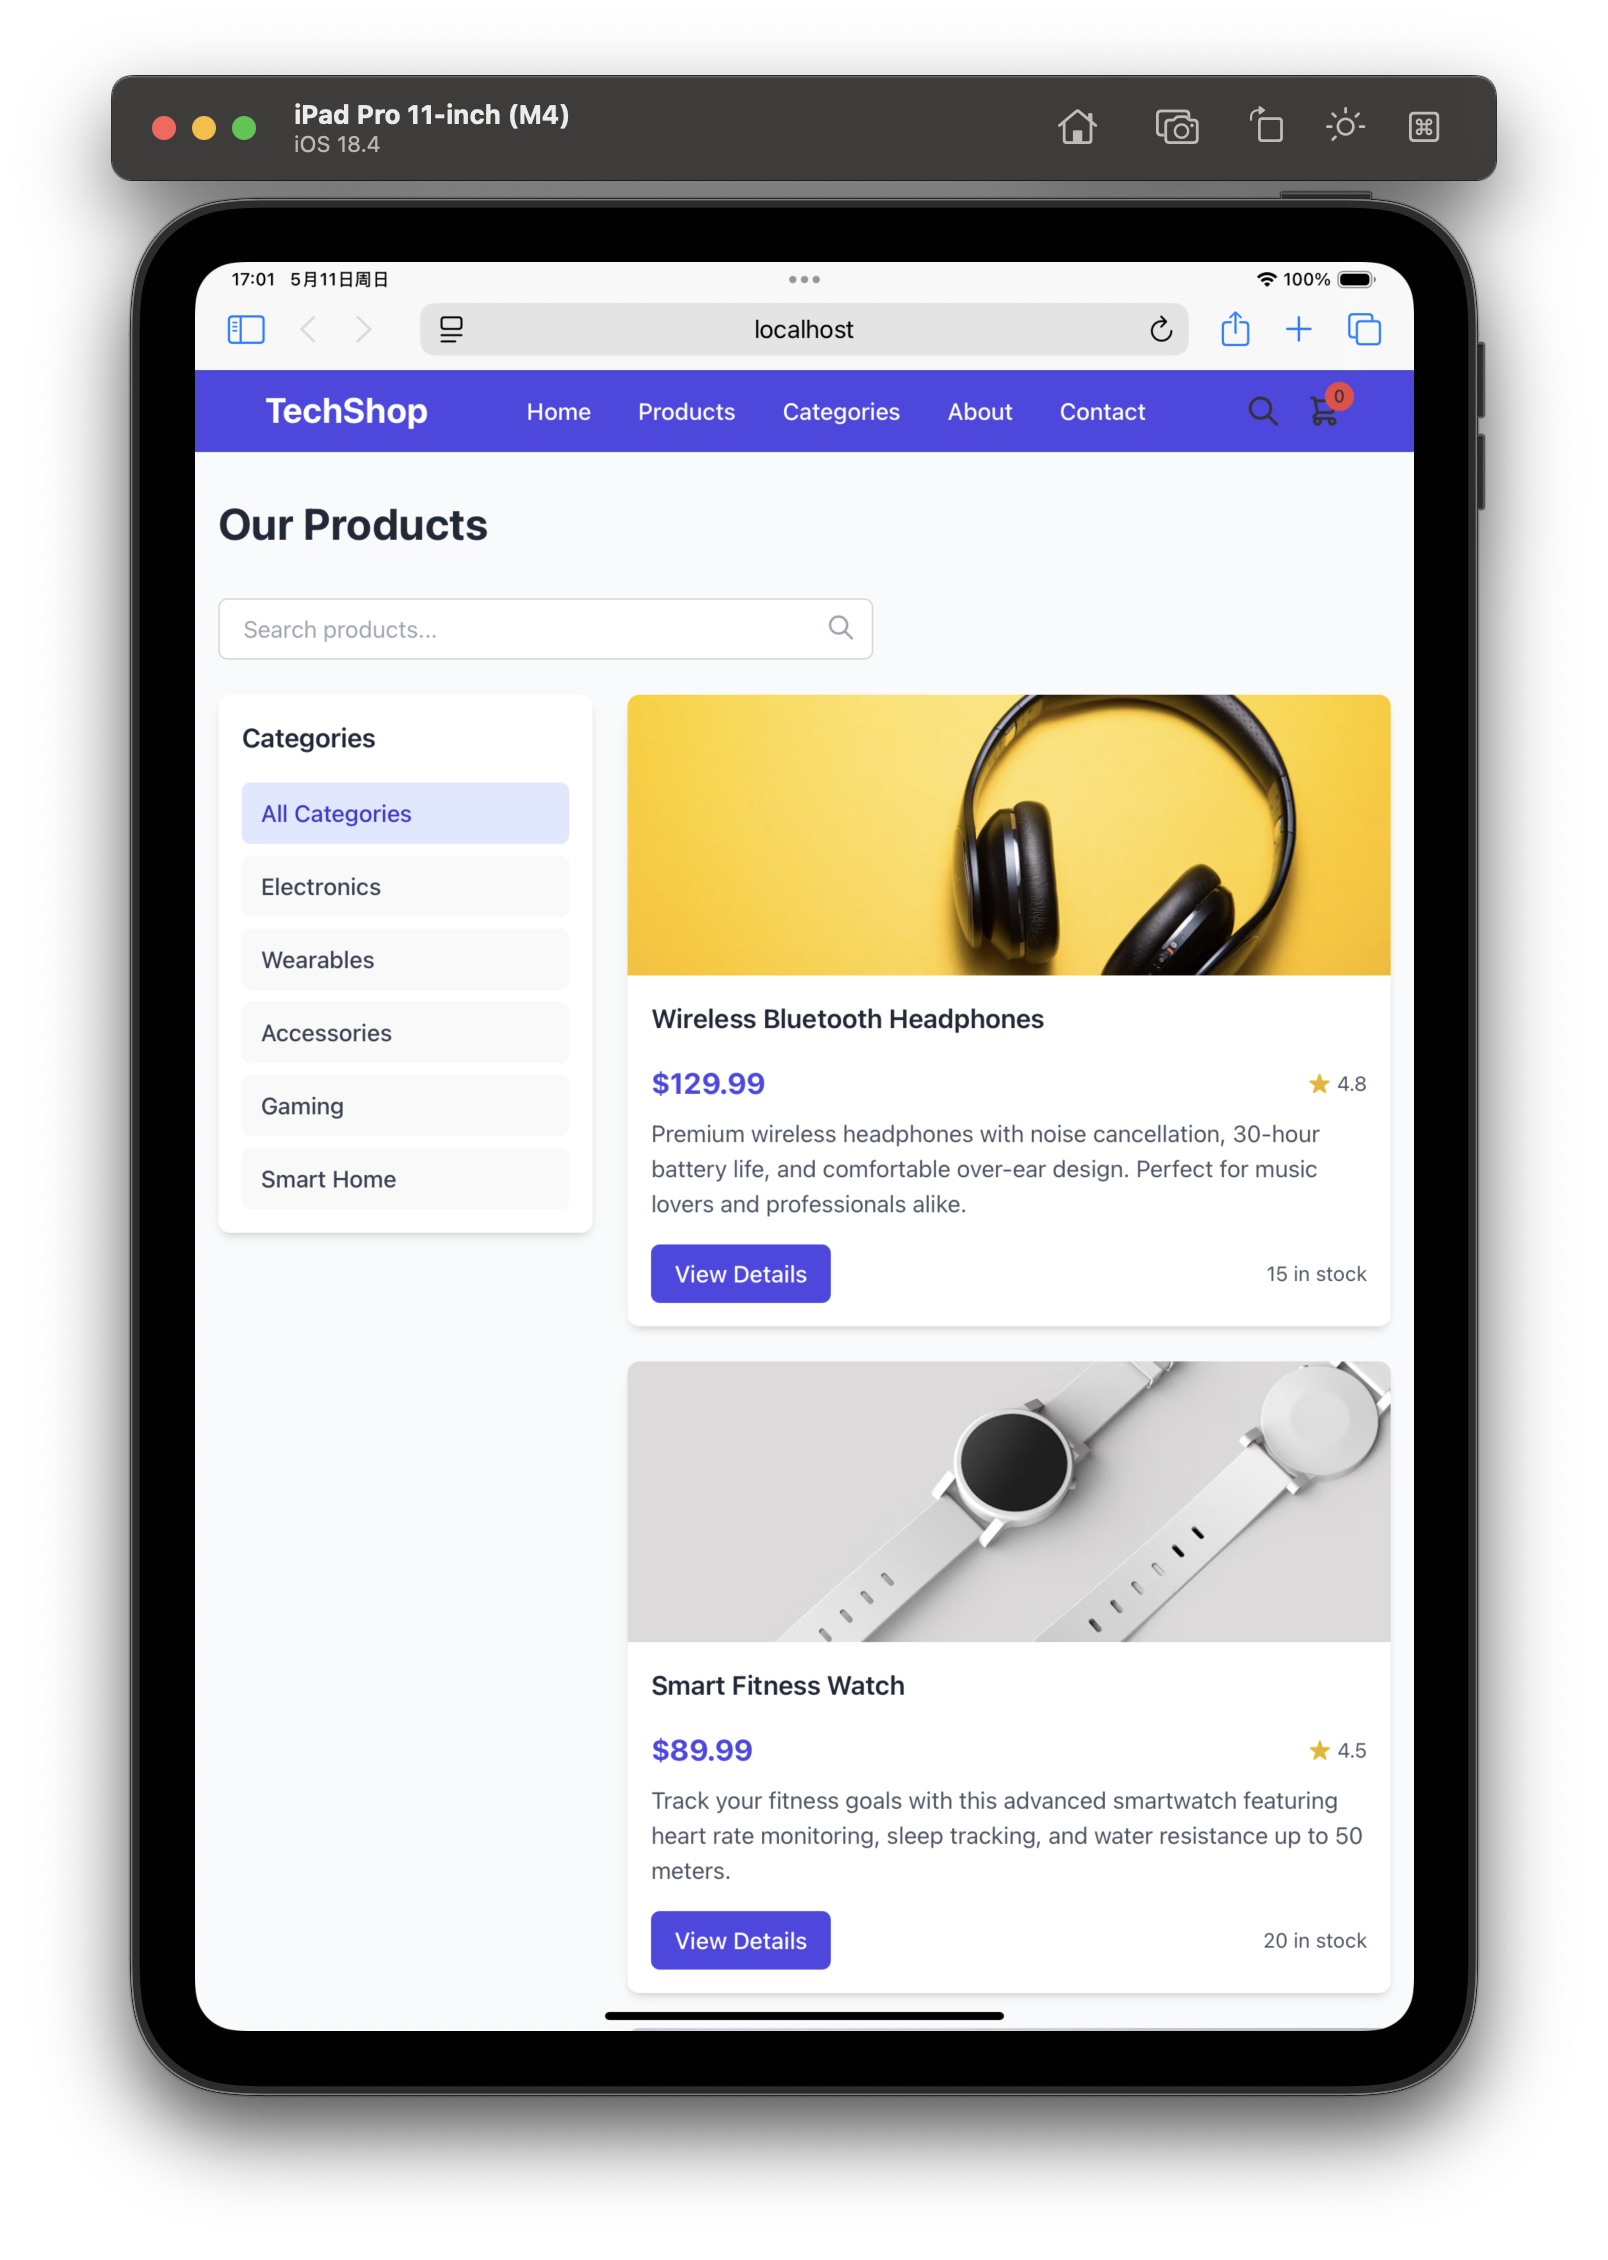 iPad Pro 11-inch (M4)
iOS 18.4
17:01 5月11日周日
100%
localhost
TechShop Home Products Categories About Contact 0
Our Products
Search products...
Categories
All Categories
Electronics
Wearables
Accessories
Gaming
Smart Home
Wireless Bluetooth Headphones
$129.99 4.8
Premium wireless headphones with noise cancellation, 30-hour
battery life, and comfortable over-ear design. Perfect for music
lovers and professionals alike.
View Details 15 in stock
Smart Fitness Watch
$89.99 4.5
Track your fitness goals with this advanced smartwatch featuring
heart rate monitoring, sleep tracking, and water resistance up to 50
meters.
View Details 20 in stock